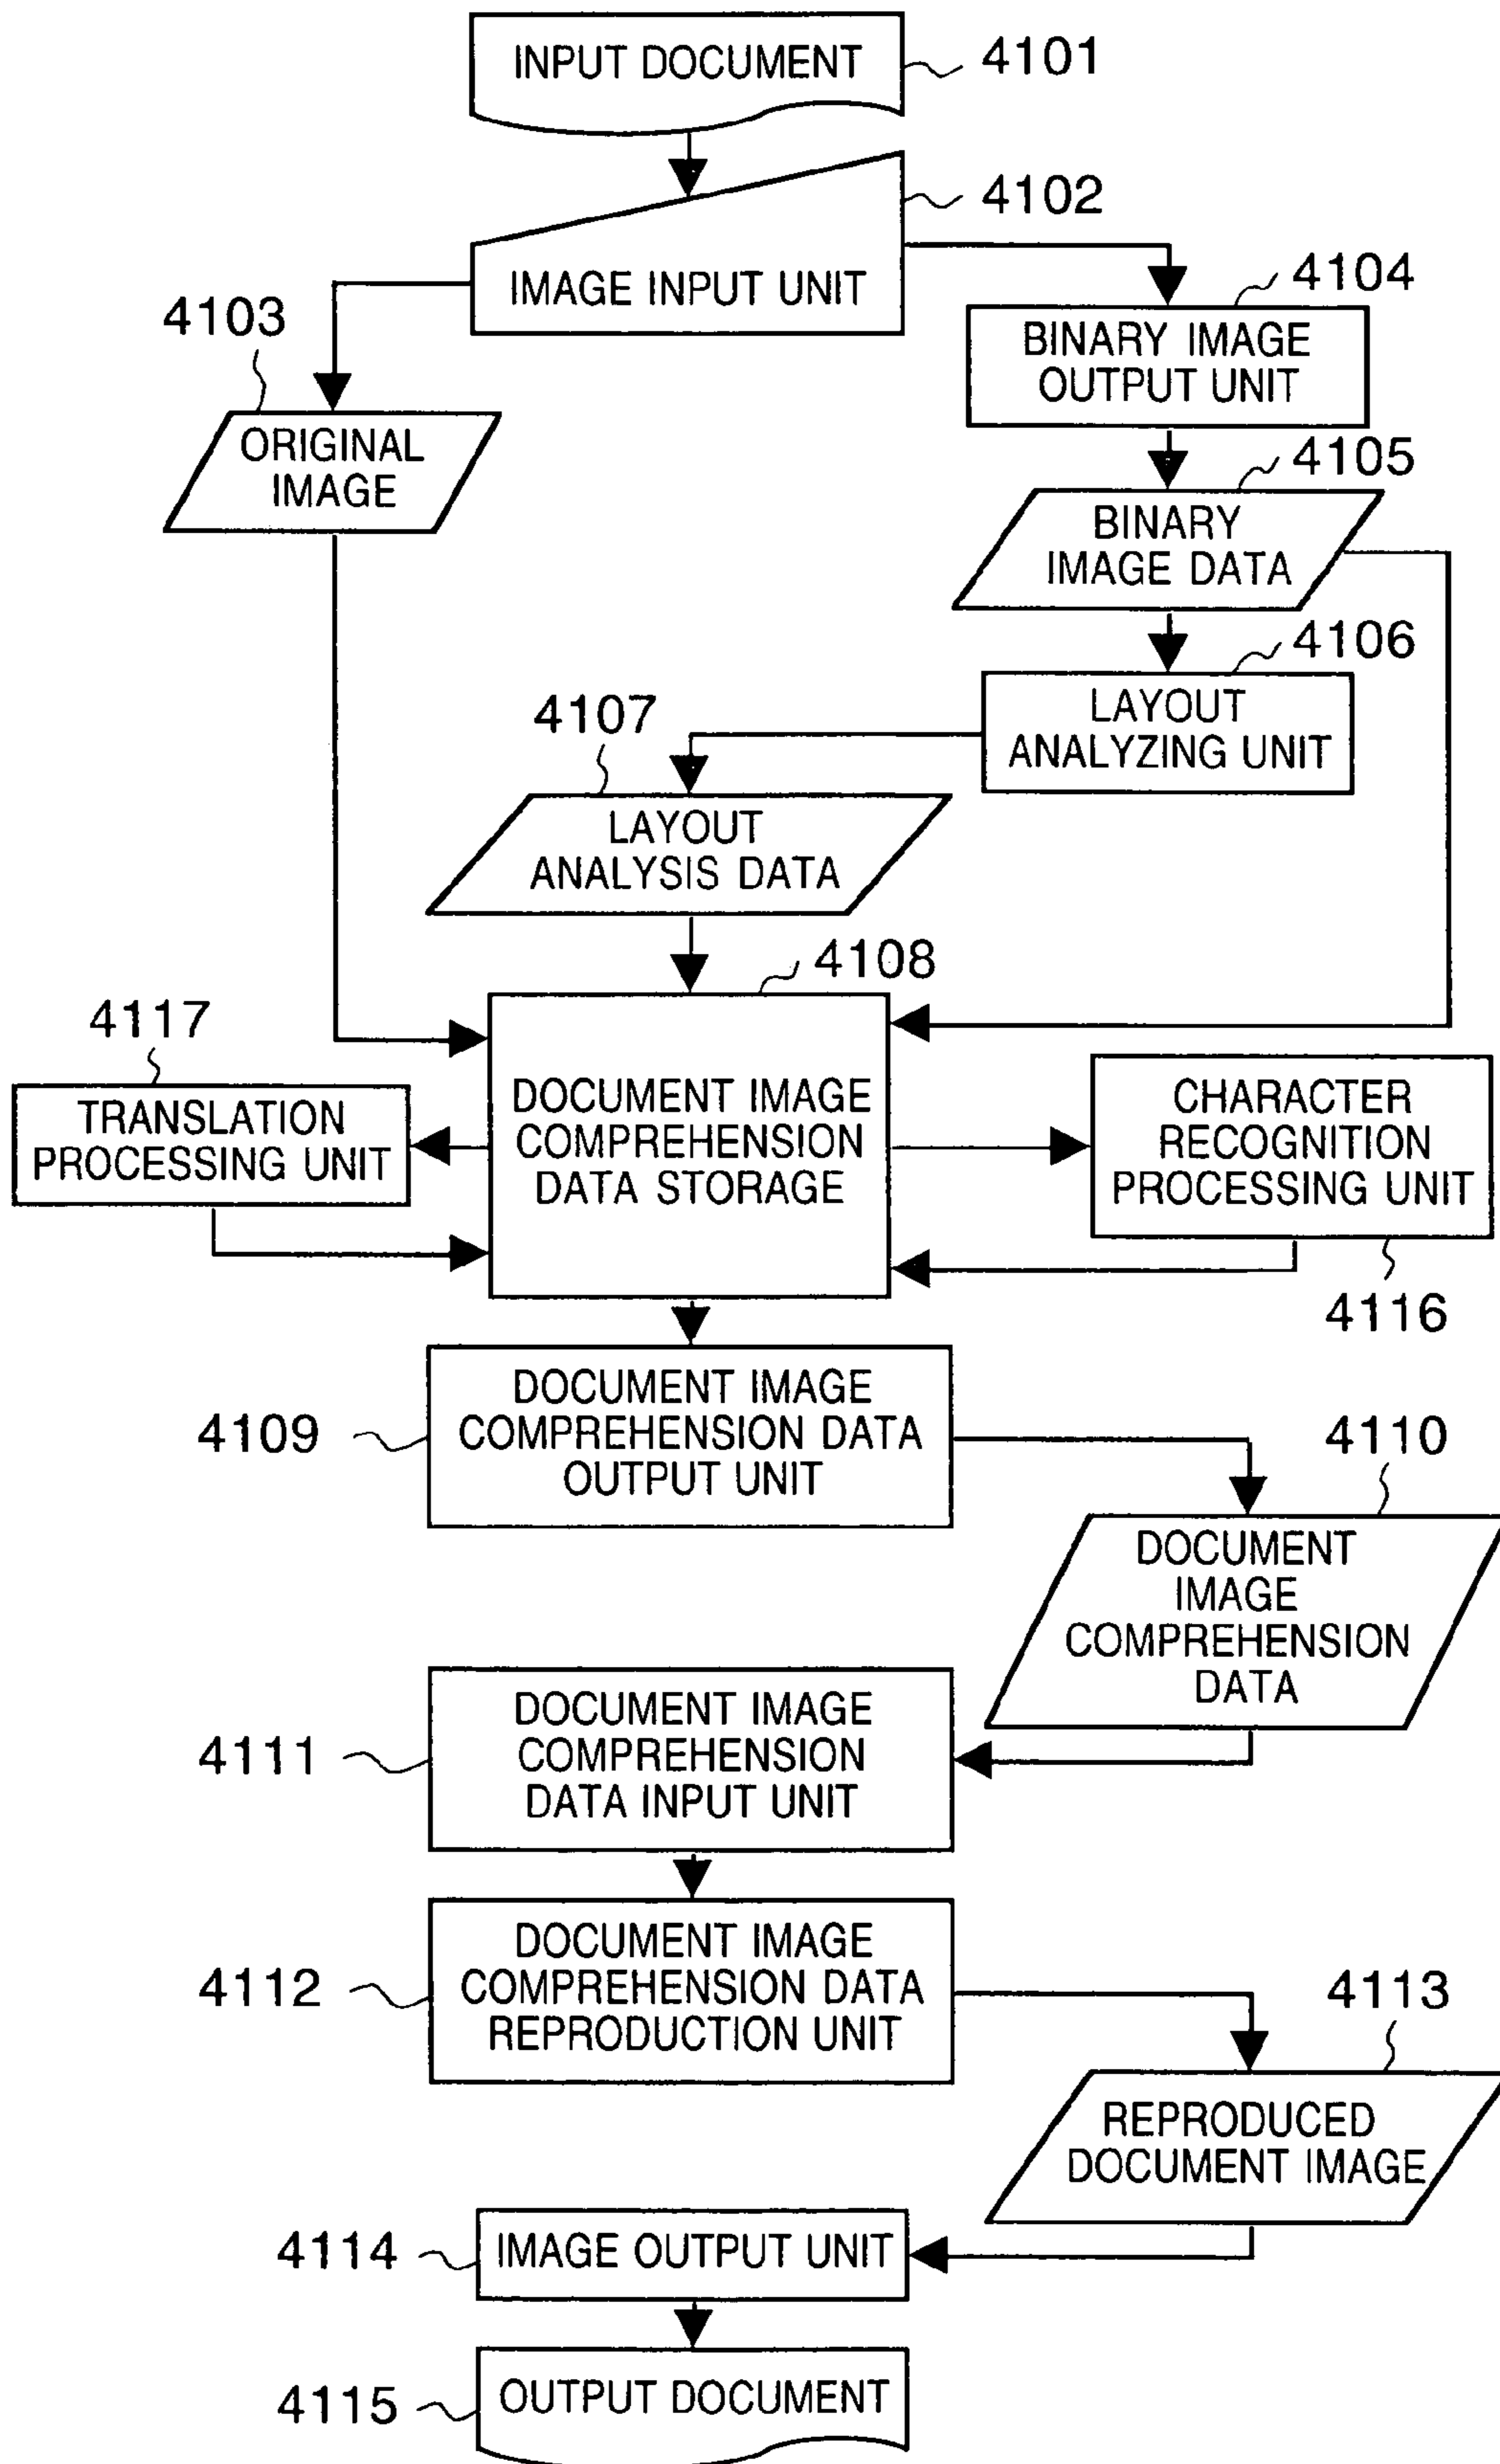 INPUT DOCUMENT
4101
4102
IMAGE INPUT UNIT
4103
4104
BINARY IMAGE
OUTPUT UNIT
ORIGINAL
IMAGE
4105
BINARY
IMAGE DATA
4106
LAYOUT
ANALYZING UNIT
4107
LAYOUT
ANALYSIS DATA
4108
4117
TRANSLATION
PROCESSING UNIT
DOCUMENT IMAGE
COMPREHENSION
DATA STORAGE
CHARACTER
RECOGNITION
PROCESSING UNIT
4116
4109
DOCUMENT IMAGE
COMPREHENSION DATA
OUTPUT UNIT
4110
DOCUMENT
IMAGE
COMPREHENSION
DATA
4111
DOCUMENT IMAGE
COMPREHENSION
DATA INPUT UNIT
4112
DOCUMENT IMAGE
COMPREHENSION DATA
REPRODUCTION UNIT
4113
REPRODUCED
DOCUMENT IMAGE
4114
IMAGE OUTPUT UNIT
4115
OUTPUT DOCUMENT